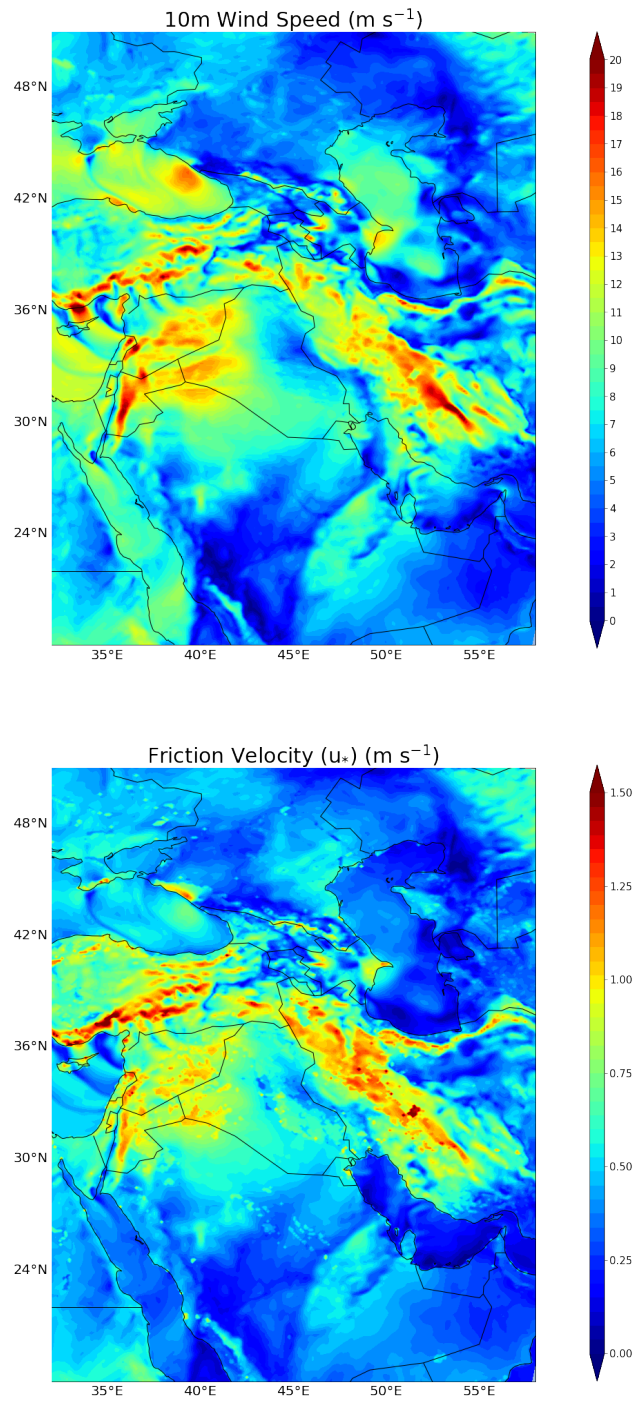 10m Wind Speed (m s⁻¹)
48°N
42°N
36°N
30°N
24°N
35°E 40°E 45°E 50°E 55°E
20
19
18
17
16
15
14
13
12
11
10
9
8
7
6
5
4
3
2
1
0
Friction Velocity (u*) (m s⁻¹)
48°N
42°N
36°N
30°N
24°N
35°E 40°E 45°E 50°E 55°E
1.50
1.25
1.00
0.75
0.50
0.25
0.00